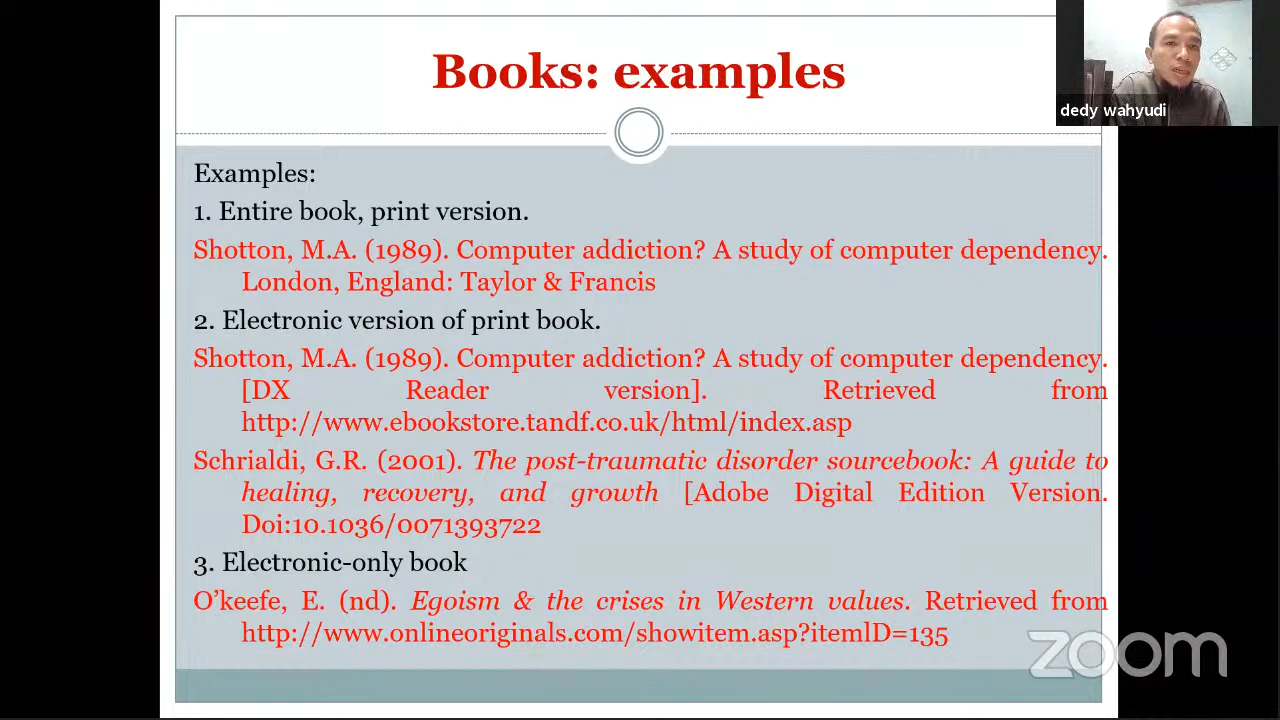 Books: examples
dedy wahyudi
Examples:
1. Entire book, print version.
Shotton, M.A. (1989). Computer addiction? A study of computer dependency.
London, England: Taylor & Francis
2. Electronic version of print book.
Shotton, M.A. (1989). Computer addiction? A study of computer dependency.
[DX Reader version]. Retrieved from
http://www.ebookstore.tandf.co.uk/html/index.asp
Schrialdi, G.R. (2001). The post-traumatic disorder sourcebook: A guide to
healing, recovery, and growth [Adobe Digital Edition Version.
Doi:10.1036/0071393722
3. Electronic-only book
O’keefe, E. (nd). Egoism & the crises in Western values. Retrieved from
http://www.onlineoriginals.com/showitem.asp?itemlD=135
zoom